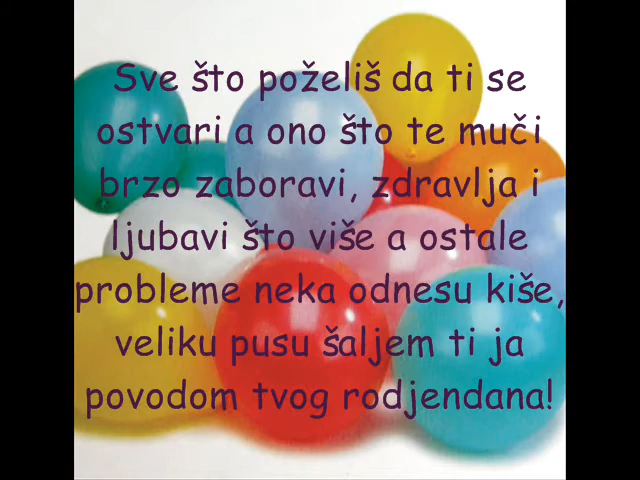 Sve što poželiš da ti se
ostvari a ono što te muči
brzo zaboravi, zdravlja i
ljubavi što više a ostale
probleme neka odnesu kiše,
veliku pusu šaljem ti ja
povodom tvog rodjendana!